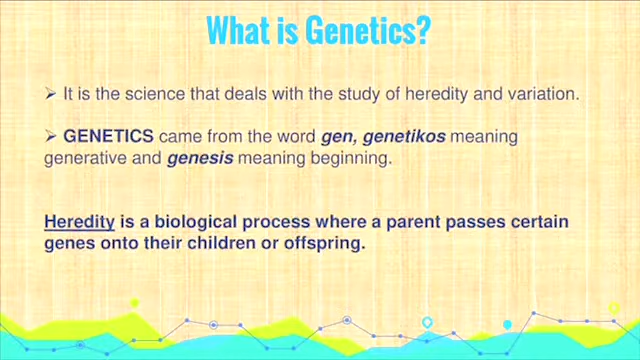 What is Genetics?
➢ It is the science that deals with the study of heredity and variation.
➢ GENETICS came from the word gen, genetikos meaning
generative and genesis meaning beginning.
Heredity is a biological process where a parent passes certain
genes onto their children or offspring.